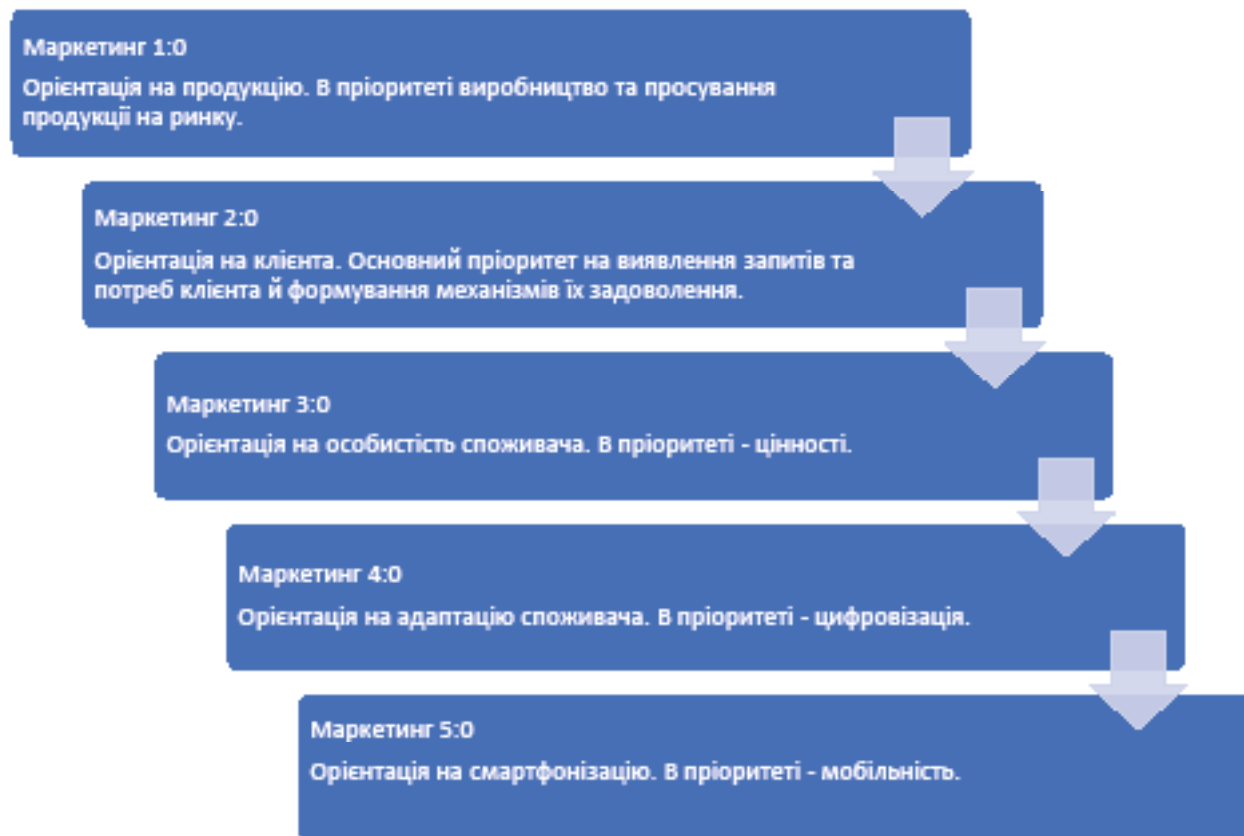 Маркетинг 1:0
Орієнтація на продукцію. В пріоритеті виробництво та просування
продукції на ринку.
Маркетинг 2:0
Орієнтація на клієнта. Основний пріоритет на виявлення запитів та
потреб клієнта й формування механізмів їх задоволення.
Маркетинг 3:0
Орієнтація на особистість споживача. В пріоритеті - цінності.
Маркетинг 4:0
Орієнтація на адаптацію споживача. В пріоритеті - цифровізація.
Маркетинг 5:0
Орієнтація на смартфонізацію. В пріоритеті - мобільність.